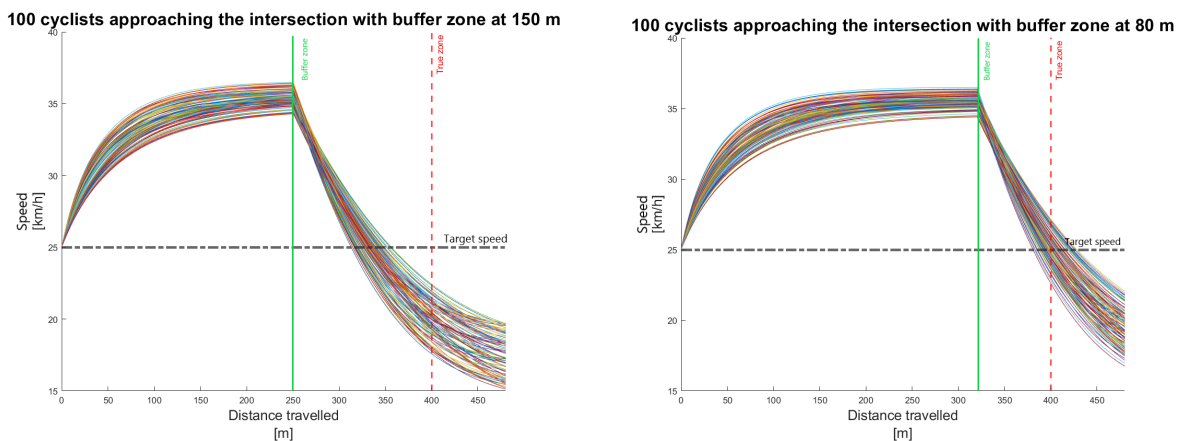 100 cyclists approaching the intersection with buffer zone at 150 m
40
35
30
25
20
15
Speed
[km/h]
Buffer zone
True zone
Target speed
0
50
100
150
200
250
300
350
400
450
Distance travelled
[m]
100 cyclists approaching the intersection with buffer zone at 80 m
40
35
30
25
20
15
Speed
[km/h]
Buffer zone
True zone
Target speed
0
50
100
150
200
250
300
350
400
450
Distance travelled
[m]